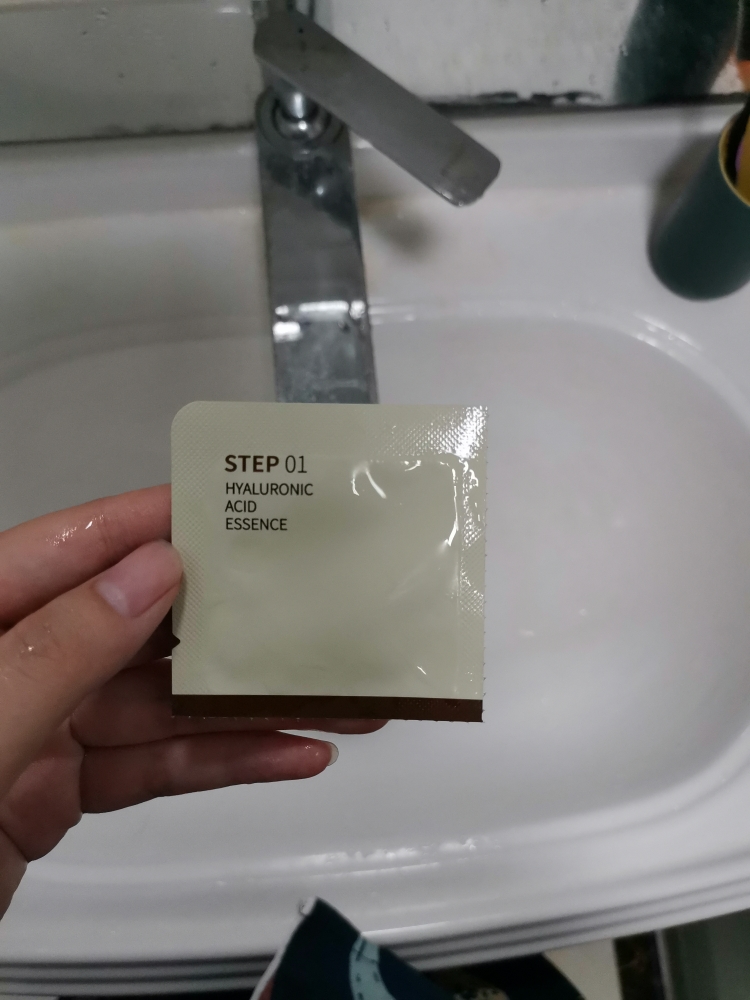 STEP 01
HYALURONIC
ACID
ESSENCE